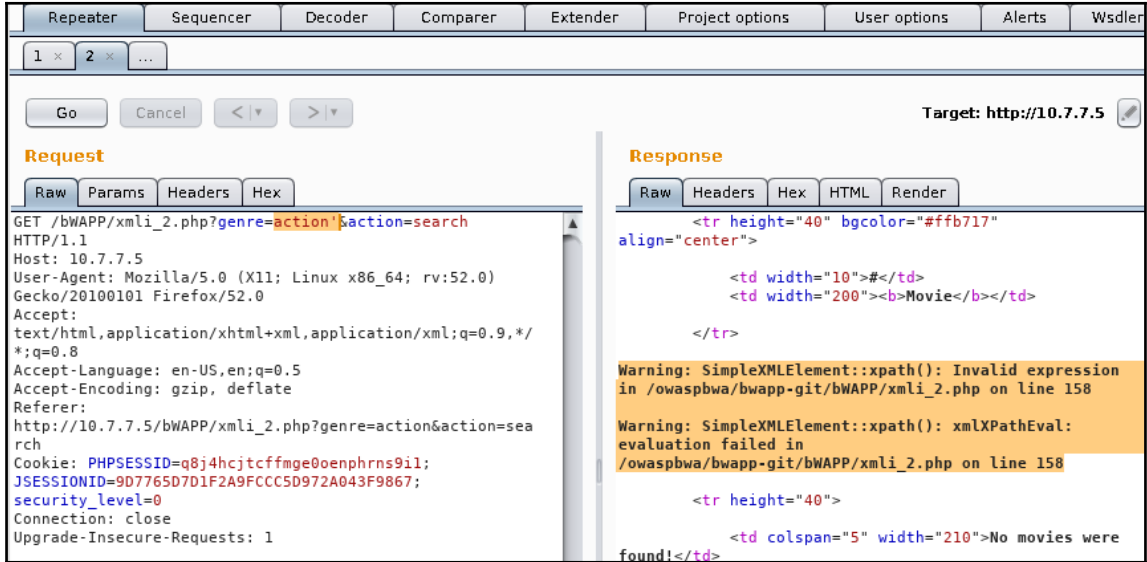 Repeater Sequencer Decoder Comparer Extender Project options User options Alerts Wsdler
1 × 2 × ...
Go Cancel < > Target: http://10.7.7.5
Request
Raw Params Headers Hex
GET /bWAPP/xmli_2.php?genre=action'&action=search
HTTP/1.1
Host: 10.7.7.5
User-Agent: Mozilla/5.0 (X11; Linux x86_64; rv:52.0)
Gecko/20100101 Firefox/52.0
Accept:
text/html,application/xhtml+xml,application/xml;q=0.9,*/
*;q=0.8
Accept-Language: en-US,en;q=0.5
Accept-Encoding: gzip, deflate
Referer:
http://10.7.7.5/bWAPP/xmli_2.php?genre=action&action=sea
rch
Cookie: PHPSESSID=q8j4hcjtcffmge0oenphrns9i1;
JSESSIONID=9D7765D7D1F2A9FCCC5D972A043F9867;
security_level=0
Connection: close
Upgrade-Insecure-Requests: 1
Response
Raw Headers Hex HTML Render
<tr height="40" bgcolor="#ffb717"
align="center">
<td width="10">#</td>
<td width="200"><b>Movie</b></td>
</tr>
Warning: SimpleXMLElement::xpath(): Invalid expression
in /owaspbwa/bwapp-git/bWAPP/xmli_2.php on line 158
Warning: SimpleXMLElement::xpath(): xmlXPathEval:
evaluation failed in
/owaspbwa/bwapp-git/bWAPP/xmli_2.php on line 158
<tr height="40">
<td colspan="5" width="210">No movies were
found!</td>